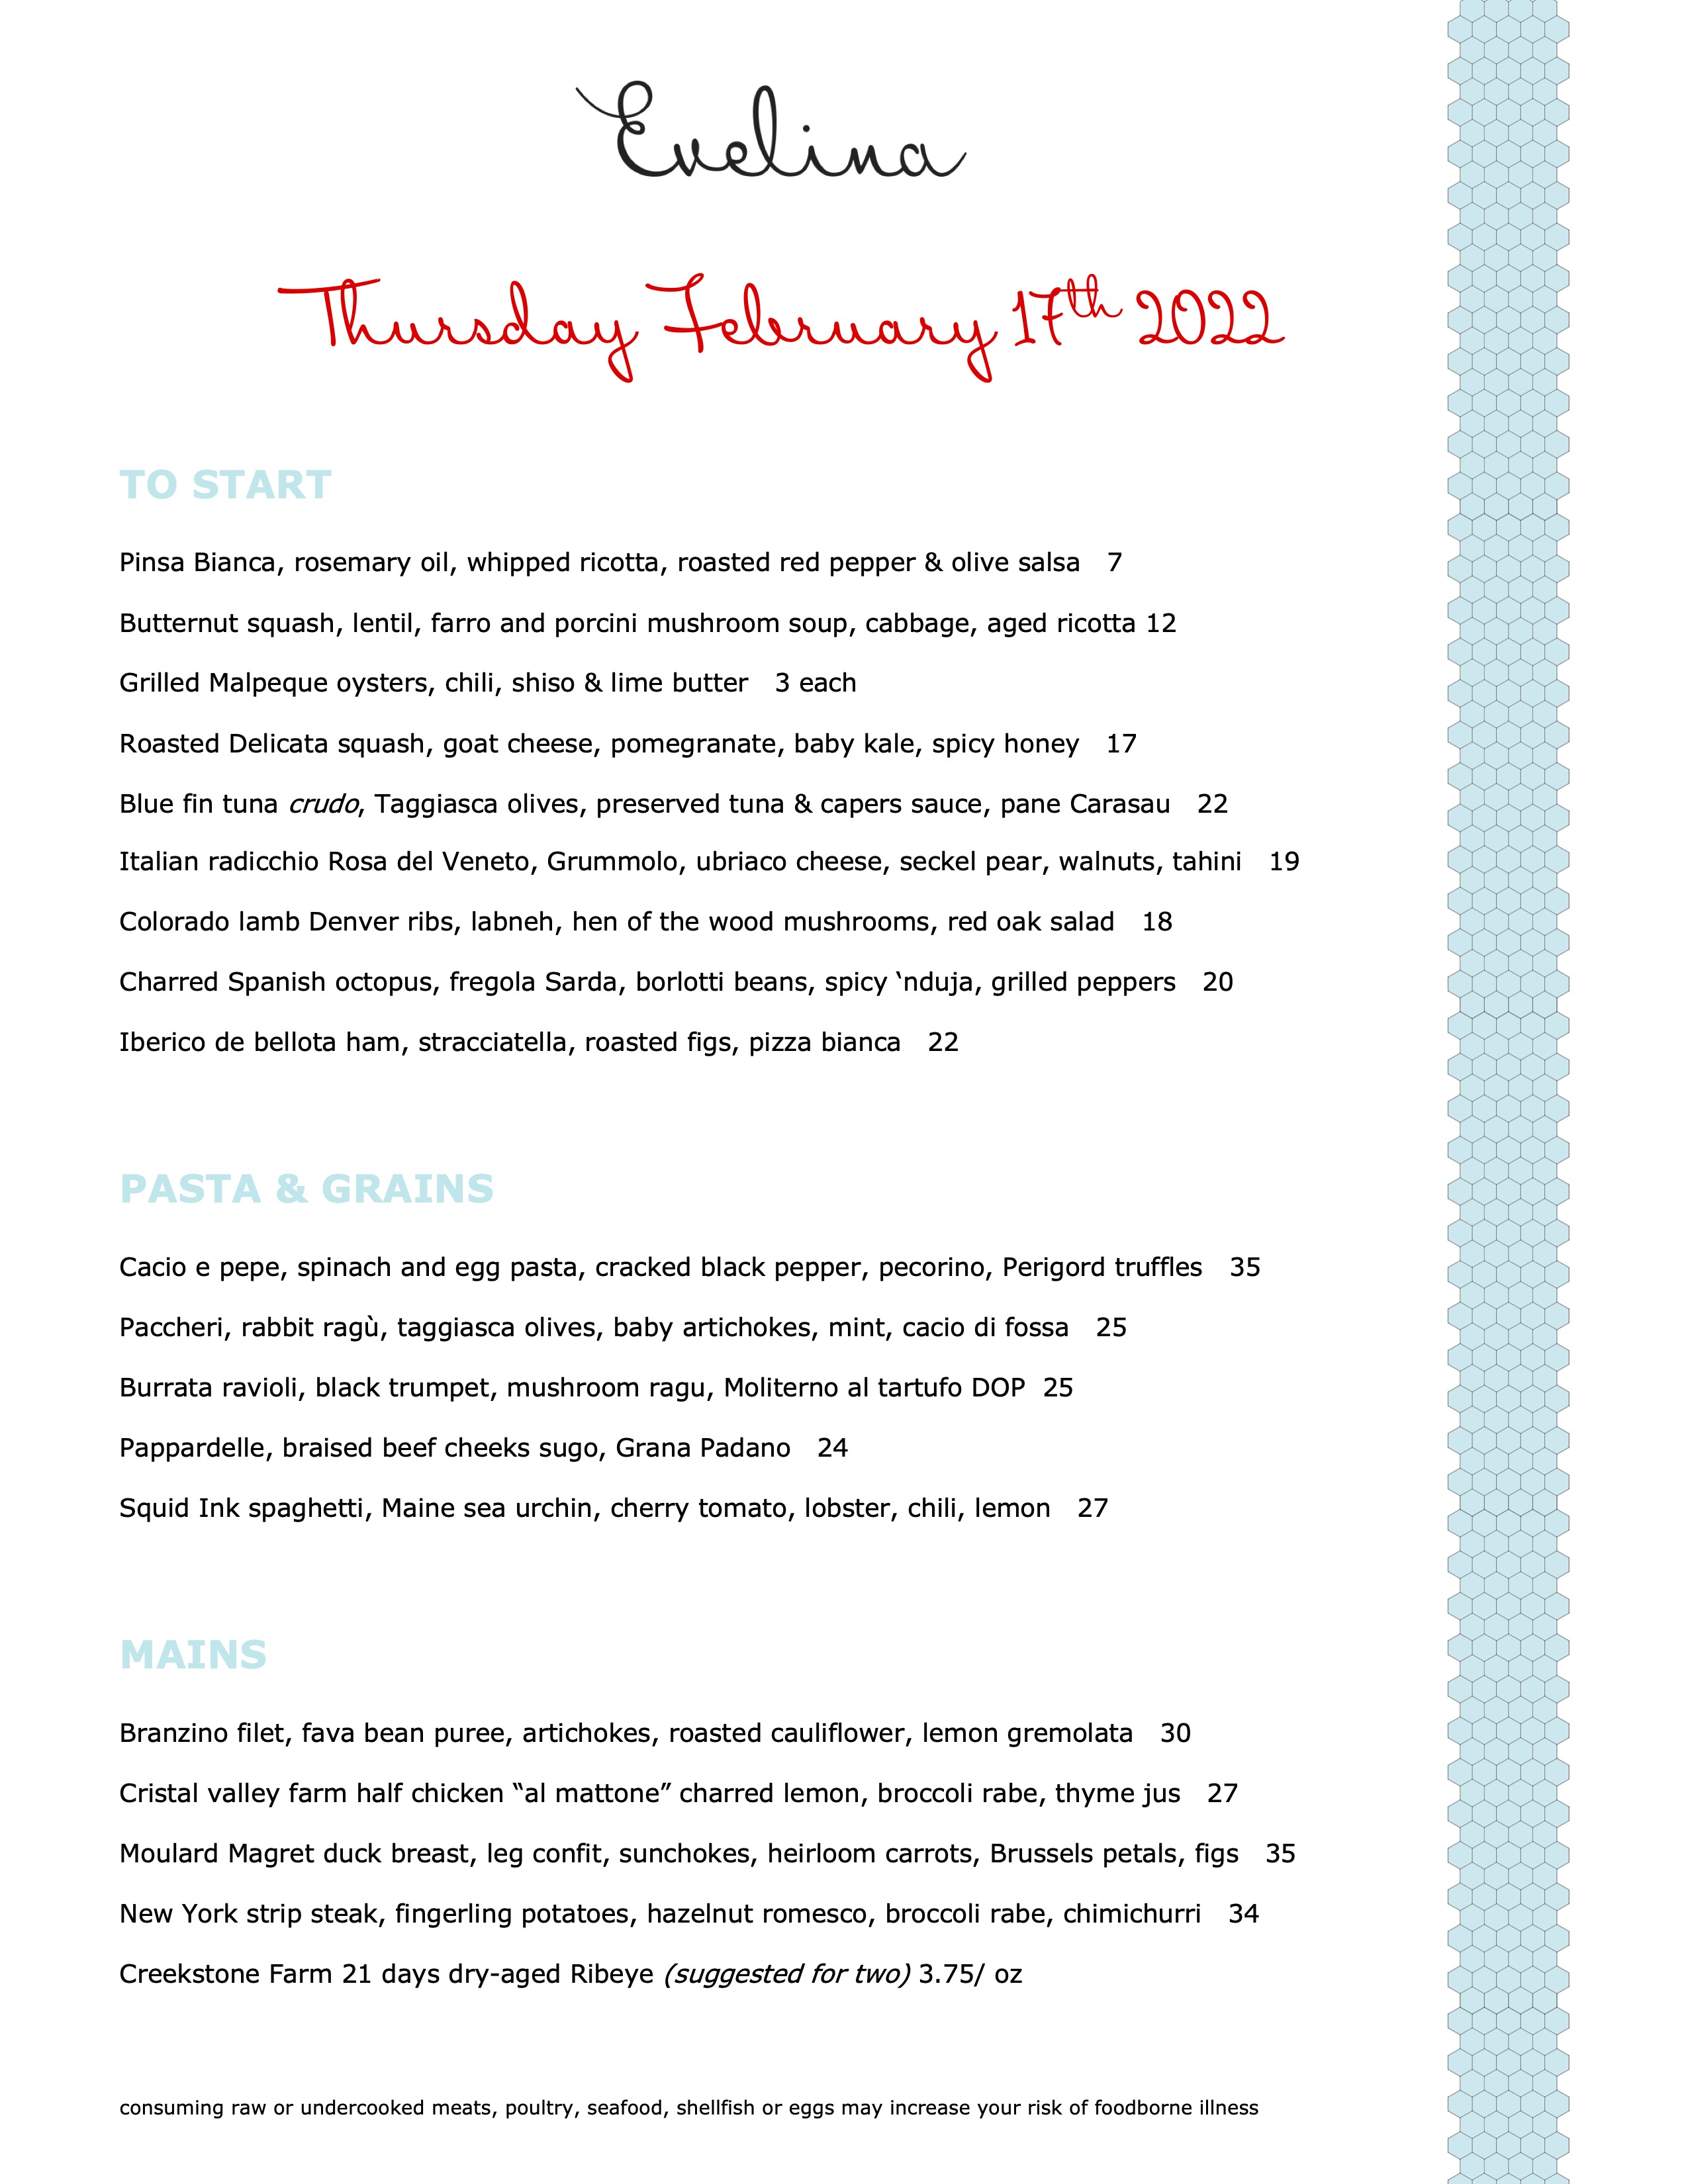 Evelina
Thursday February 17th 2022
TO START
Pinsa Bianca, rosemary oil, whipped ricotta, roasted red pepper & olive salsa 7
Butternut squash, lentil, farro and porcini mushroom soup, cabbage, aged ricotta 12
Grilled Malpeque oysters, chili, shiso & lime butter 3 each
Roasted Delicata squash, goat cheese, pomegranate, baby kale, spicy honey 17
Blue fin tuna crudo, Taggiasca olives, preserved tuna & capers sauce, pane Carasau 22
Italian radicchio Rosa del Veneto, Grummolo, ubriaco cheese, seckel pear, walnuts, tahini 19
Colorado lamb Denver ribs, labneh, hen of the wood mushrooms, red oak salad 18
Charred Spanish octopus, fregola Sarda, borlotti beans, spicy ‘nduja, grilled peppers 20
Iberico de bellota ham, stracciatella, roasted figs, pizza bianca 22
PASTA & GRAINS
Cacio e pepe, spinach and egg pasta, cracked black pepper, pecorino, Perigord truffles 35
Paccheri, rabbit ragù, taggiasca olives, baby artichokes, mint, cacio di fossa 25
Burrata ravioli, black trumpet, mushroom ragu, Moliterno al tartufo DOP 25
Pappardelle, braised beef cheeks sugo, Grana Padano 24
Squid Ink spaghetti, Maine sea urchin, cherry tomato, lobster, chili, lemon 27
MAINS
Branzino filet, fava bean puree, artichokes, roasted cauliflower, lemon gremolata 30
Cristal valley farm half chicken “al mattone” charred lemon, broccoli rabe, thyme jus 27
Moulard Magret duck breast, leg confit, sunchokes, heirloom carrots, Brussels petals, figs 35
New York strip steak, fingerling potatoes, hazelnut romesco, broccoli rabe, chimichurri 34
Creekstone Farm 21 days dry-aged Ribeye (suggested for two) 3.75/ oz
consuming raw or undercooked meats, poultry, seafood, shellfish or eggs may increase your risk of foodborne illness